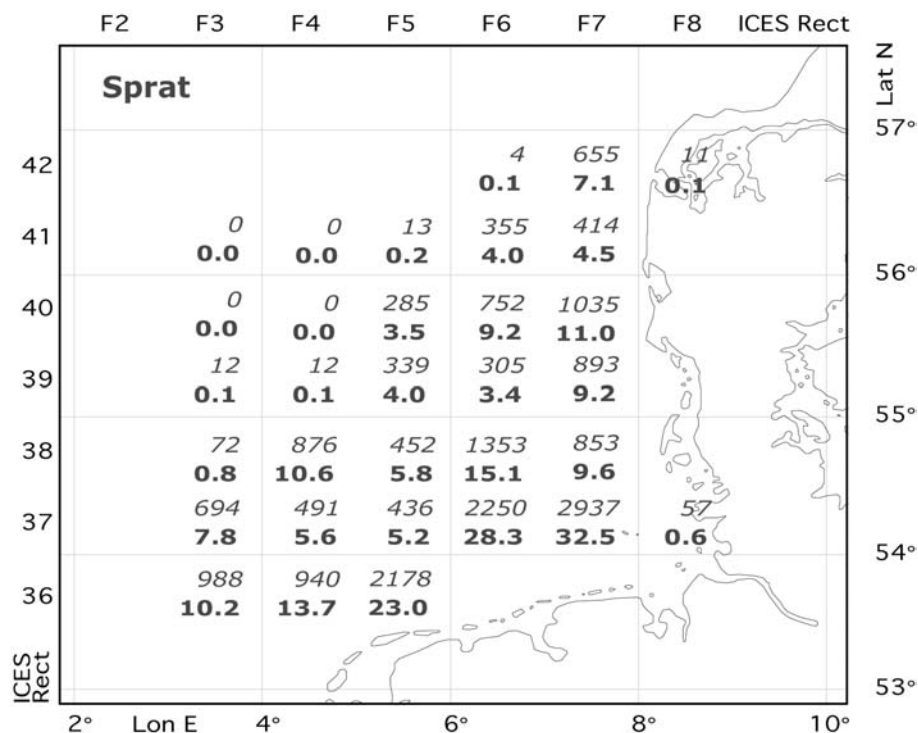 F2 F3 F4 F5 F6 F7 F8 ICES Rect
Sprat
Lat N
57°
42 4 655 11
0.1 7.1 0.1
41 0 0 13 355 414
0.0 0.0 0.2 4.0 4.5
56°
40 0 0 285 752 1035
0.0 0.0 3.5 9.2 11.0
39 12 12 339 305 893
0.1 0.1 4.0 3.4 9.2
55°
38 72 876 452 1353 853
0.8 10.6 5.8 15.1 9.6
37 694 491 436 2250 2937 57
7.8 5.6 5.2 28.3 32.5 0.6
54°
36 988 940 2178
10.2 13.7 23.0
ICES
Rect
53°
2° Lon E 4° 6° 8° 10°